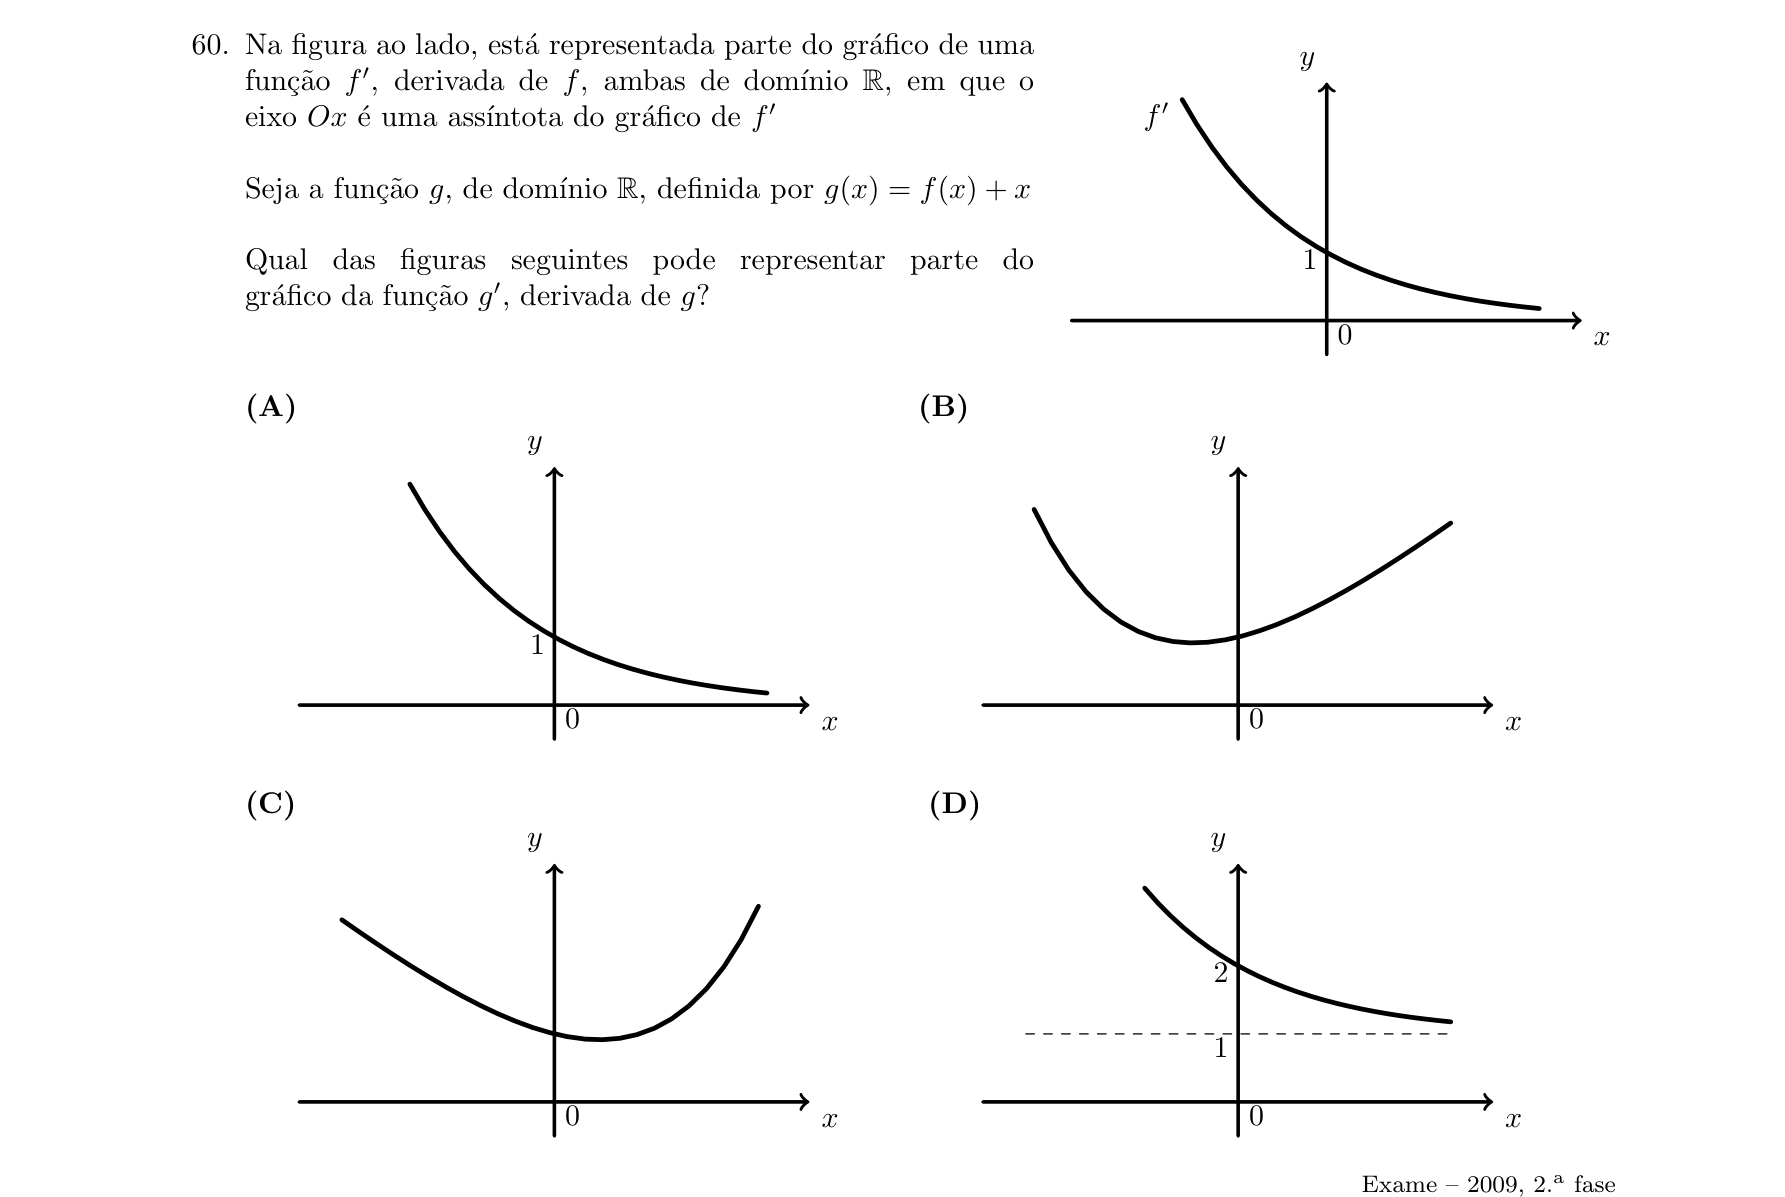 60. Na figura ao lado, está representada parte do gráfico de uma
função f′, derivada de f, ambas de domínio ℝ, em que o
eixo Ox é uma assíntota do gráfico de f′
Seja a função g, de domínio ℝ, definida por g(x) = f(x) + x
Qual das figuras seguintes pode representar parte do
gráfico da função g′, derivada de g?
y
f′
1
0
x
(A)
y
1
0
x
(B)
y
0
x
(C)
y
0
x
(D)
y
2
1
0
x
Exame – 2009, 2.ª fase